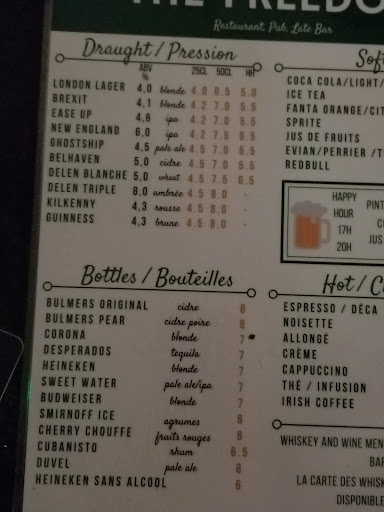 THE FREEDO
Restaurant, Pub, Late Bar
Draught / Pression
ABV % 25CL 50CL HH
LONDON LAGER 4,0 blonde 4.0 6.5 5.0
BREXIT 4,1 blonde 4.2 7.0 5.5
EASE UP 4,6 ipa 4.2 7.0 5.5
NEW ENGLAND 6,0 ipa 4.2 7.5 6.5
GHOSTSHIP 4,5 pale ale 4.5 7.0 5.5
BELHAVEN 5,0 cidre 4.5 7.0 5.5
DELEN BLANCHE 5,0 wheat 4.5 7.5 6.5
DELEN TRIPLE 8,0 ambrée 4.5 8.0 -
KILKENNY 4,3 rousse 4.5 8.0 -
GUINNESS 4,3 brune 4.5 8.0 -
Bottles / Bouteilles
BULMERS ORIGINAL cidre 8
BULMERS PEAR cidre poire 8
CORONA blonde 7
DESPERADOS tequila 7
HEINEKEN blonde 7
SWEET WATER pale ale/ipa 7
BUDWEISER blonde 7
SMIRNOFF ICE agrumes 8
CHERRY CHOUFFE fruits rouges 8
CUBANISTO rhum 6.5
DUVEL pale ale 8
HEINEKEN SANS ALCOOL 6
Sof
COCA COLA/LIGHT/
ICE TEA
FANTA ORANGE/CIT
SPRITE
JUS DE FRUITS
EVIAN/PERRIER /T
REDBULL
HAPPY
HOUR
17H
20H
PINT
C
JUS
Hot / C
ESPRESSO / DÉCA
NOISETTE
ALLONGÉ
CRÈME
CAPPUCCINO
THÉ / INFUSION
IRISH COFFEE
WHISKEY AND WINE MEN
BAR
LA CARTE DES WHISK
DISPONIBLE